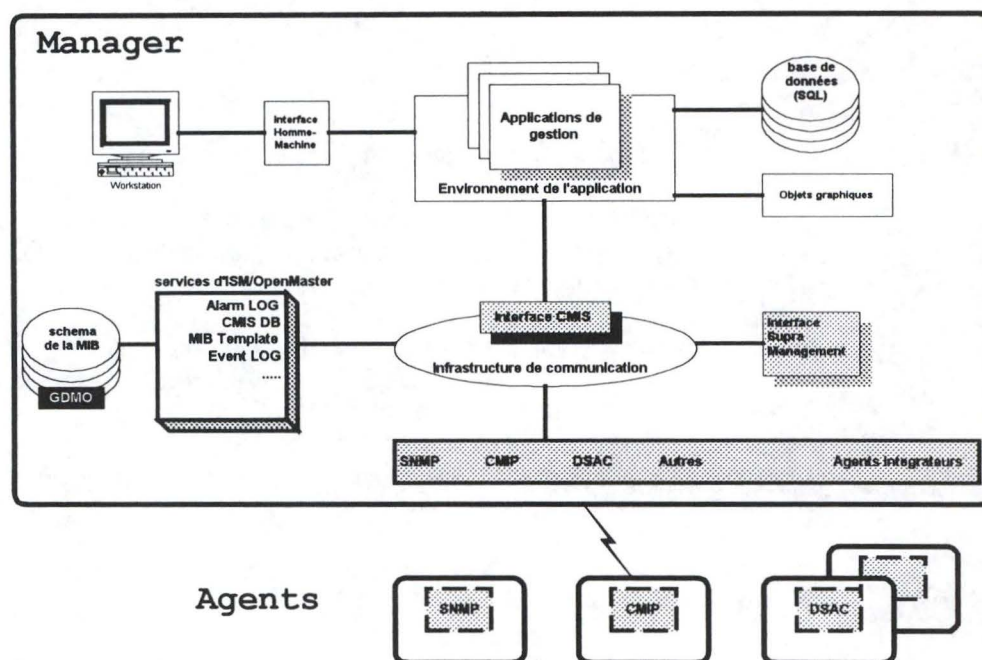 Manager
Workstation
Interface
Homme-
Machine
Applications de
gestion
Environnement de l'application
base de
données
(SQL)
Objets graphiques
services d'ISM/OpenMaster
Alarm LOG
CMIS DB
MIB Template
Event LOG
.....
schema
de la MIB
GDMO
Interface CMIS
Infrastructure de communication
Interface
Supra
Management
SNMP CMIP DSAC Autres Agents integrateurs
Agents
SNMP
CMIP
DSAC